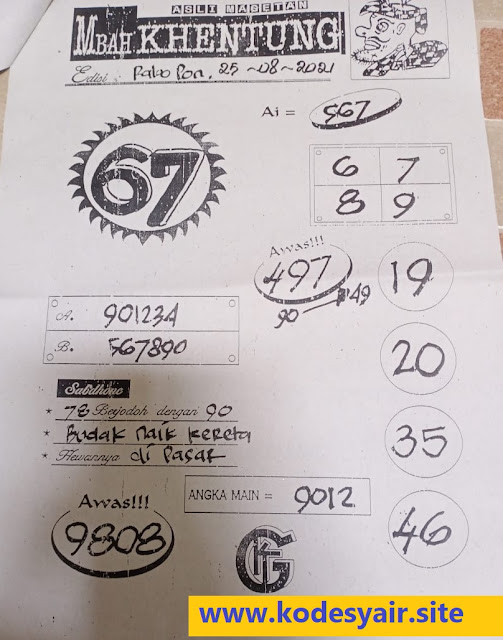 ASLI MABETAN
MBAH KHENTUNG
Edisi : Rabo Pon, 25-08-2021
Ai = 567
67
6 7
8 9
Awas!!!
497
90 49
19
A. 901234
B. 567890
20
Sabdhono
* 78 Berjodoh dengan 90
* Budak naik kereta
* Hewannya di Pasar
35
Awas!!!
9808
ANGKA MAIN = 9012
46
www.kodesyair.site